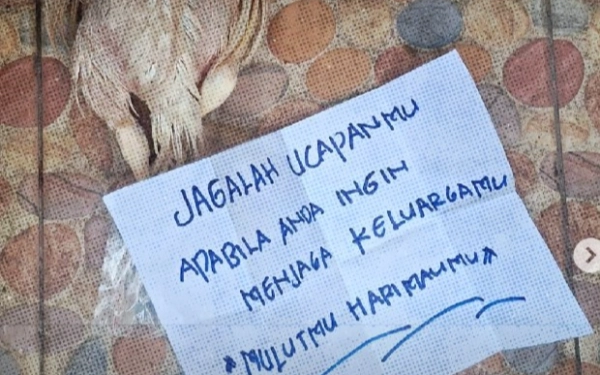 JAGALAH UCAPANMU
APABILA ANDA INGIN
MENJAGA KELUARGAMU
"MULUTMU HARIMAUMU"